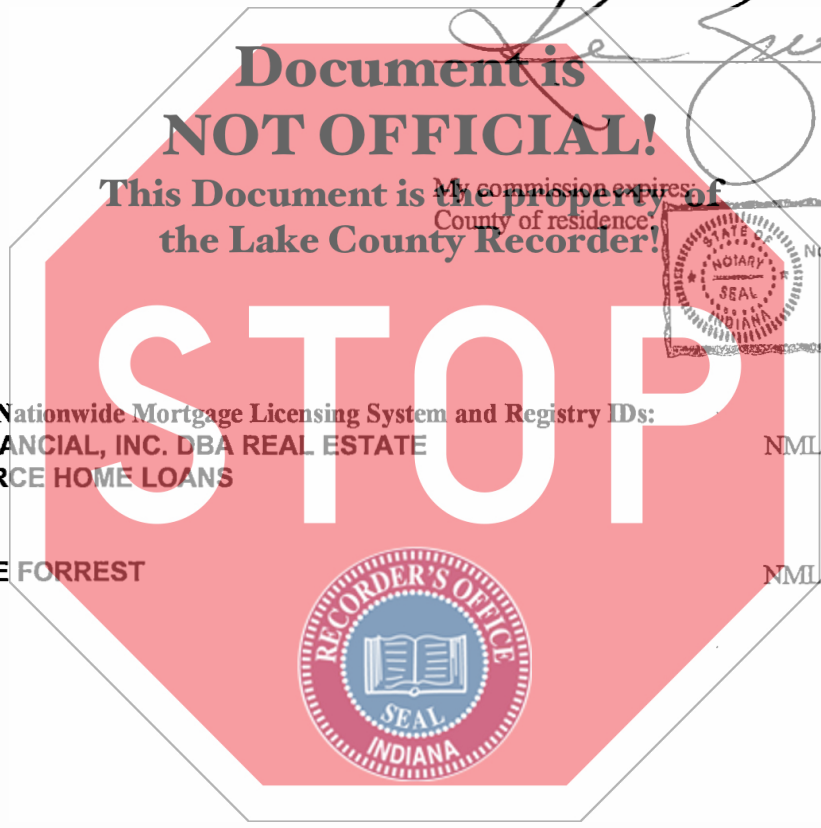 Document is
NOT OFFICIAL!
This Document is the property of
the Lake County Recorder!
My commission expires:
County of residence:
STATE OF
NOTARY
SEAL
INDIANA
STOP
Nationwide Mortgage Licensing System and Registry IDs:
ANCIAL, INC. DBA REAL ESTATE NML
RCE HOME LOANS
E FORREST NML
RECORDER'S OFFICE
SEAL
INDIANA